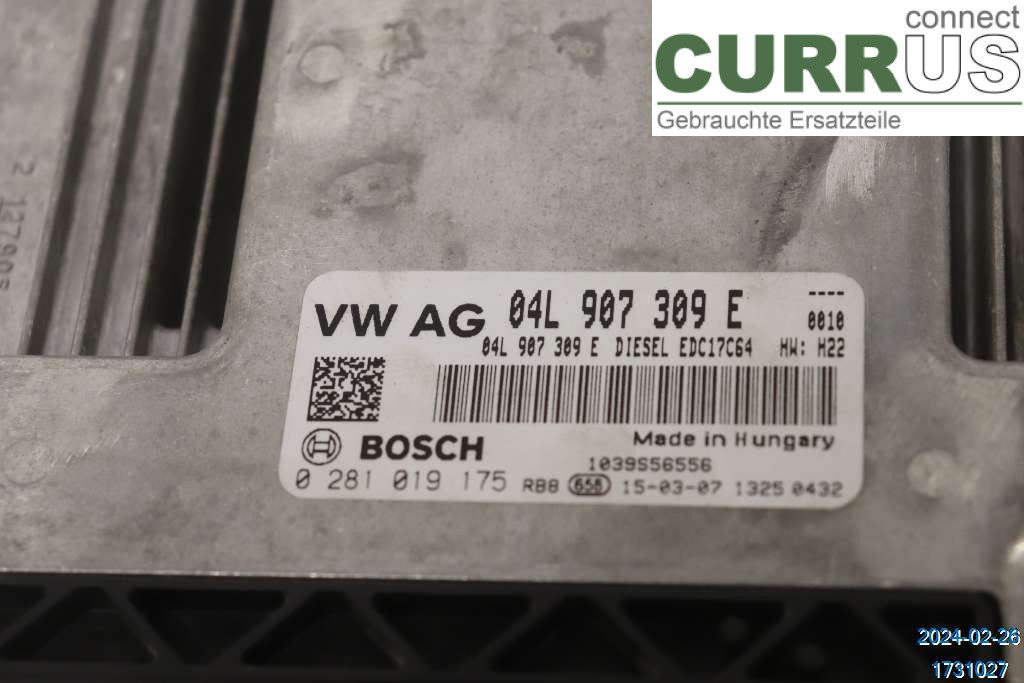 connect
CURRUS
Gebrauchte Ersatzteile
VW AG 04L 907 309 E ----
0010
04L 907 309 E DIESEL EDC17C64 HW: H22
BOSCH
Made in Hungary
1039S56556
0 281 019 175 RB8 658 15-03-07 1325 0432
2024-02-26
1731027